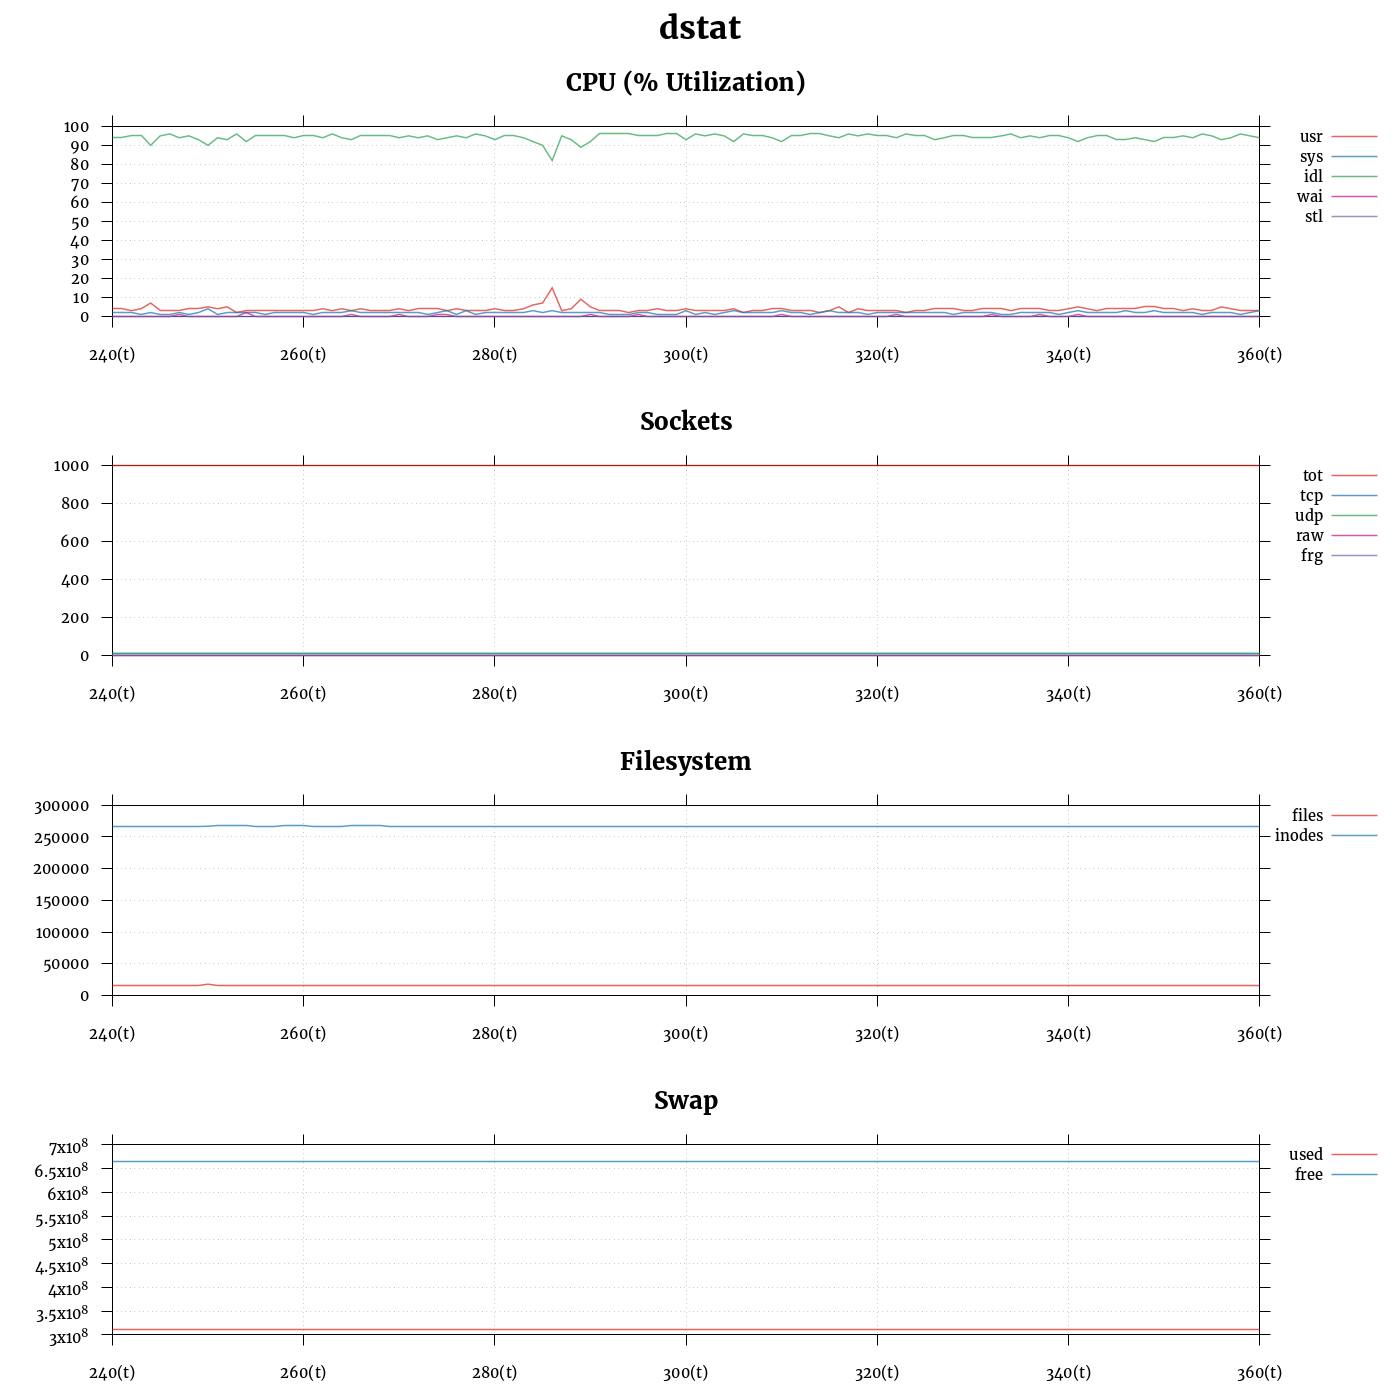 dstat
CPU (% Utilization)
100
90
80
70
60
50
40
30
20
10
0
240(t) 260(t) 280(t) 300(t) 320(t) 340(t) 360(t)
usr
sys
idl
wai
stl
Sockets
1000
800
600
400
200
0
240(t) 260(t) 280(t) 300(t) 320(t) 340(t) 360(t)
tot
tcp
udp
raw
frg
Filesystem
300000
250000
200000
150000
100000
50000
0
240(t) 260(t) 280(t) 300(t) 320(t) 340(t) 360(t)
files
inodes
Swap
7x10⁸
6.5x10⁸
6x10⁸
5.5x10⁸
5x10⁸
4.5x10⁸
4x10⁸
3.5x10⁸
3x10⁸
240(t) 260(t) 280(t) 300(t) 320(t) 340(t) 360(t)
used
free